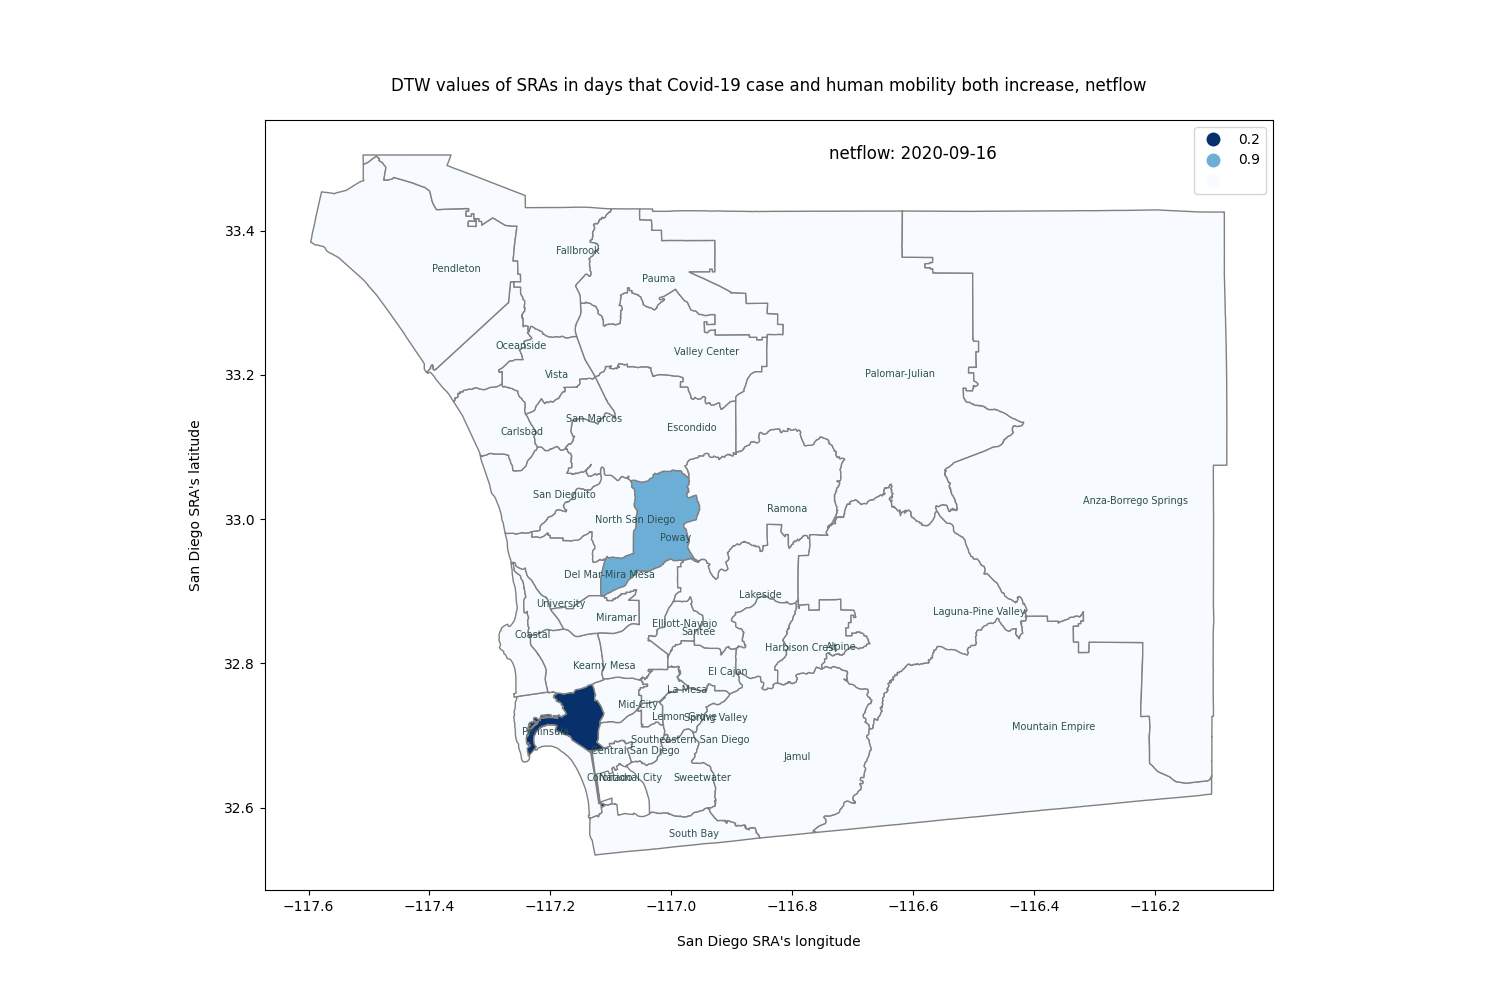 DTW values of SRAs in days that Covid-19 case and human mobility both increase, netflow
netflow: 2020-09-16
0.2
0.9
33.4
33.2
33.0
32.8
32.6
San Diego SRA's latitude
Fallbrook
Pendleton
Pauma
Oceanside
Valley Center
Vista
Palomar-Julian
San Marcos
Carlsbad
Escondido
San Dieguito
Anza-Borrego Springs
Ramona
North San Diego
Poway
Del Mar-Mira Mesa
Lakeside
University
Laguna-Pine Valley
Miramar
Elliott-Navajo
Santee
Coastal
Harbison Crest
Alpine
Kearny Mesa
El Cajon
La Mesa
Mid-City
Lemon Grove
Spring Valley
Mountain Empire
Peninsula
Southeastern San Diego
Central San Diego
Jamul
Coronado
National City
Sweetwater
South Bay
−117.6
−117.4
−117.2
−117.0
−116.8
−116.6
−116.4
−116.2
San Diego SRA's longitude